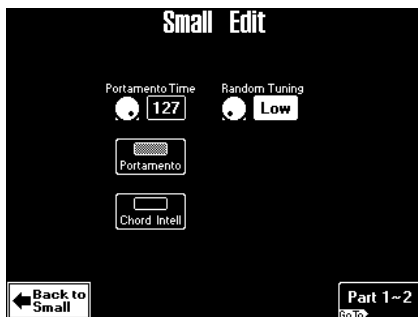 Small Edit
Portamento Time
Random Tuning
127
Low
Portamento
Chord Intell
Back to
Small
Part 1~2
Go To